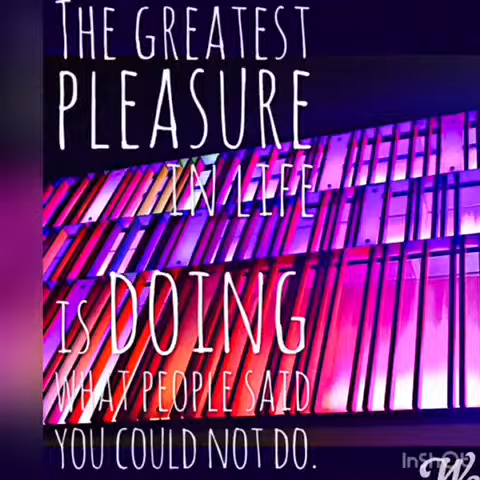 THE GREATEST
PLEASURE
IN LIFE
IS DOING
WHAT PEOPLE SAID
YOU COULD NOT DO.
InShOt